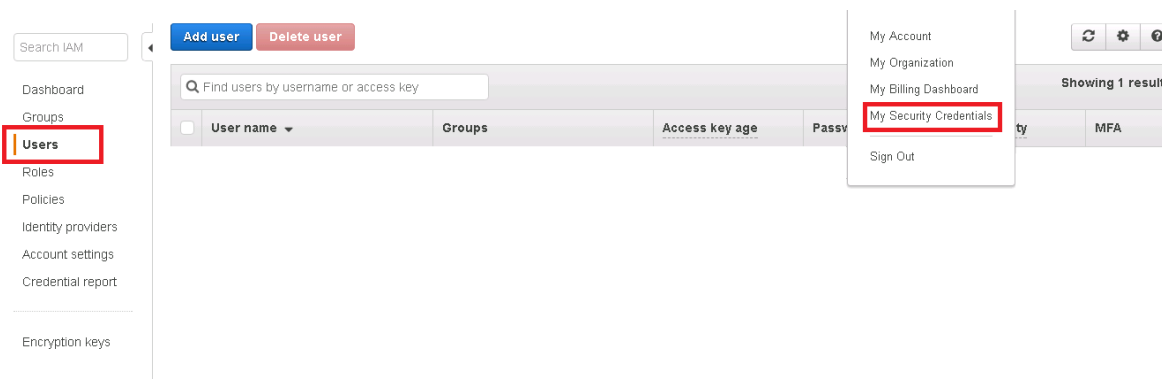 Search IAM
Dashboard
Groups
Users
Roles
Policies
Identity providers
Account settings
Credential report
Encryption keys
Add user
Delete user
Find users by username or access key
Showing 1 result
User name
Groups
Access key age
Passw
ty
MFA
My Account
My Organization
My Billing Dashboard
My Security Credentials
Sign Out